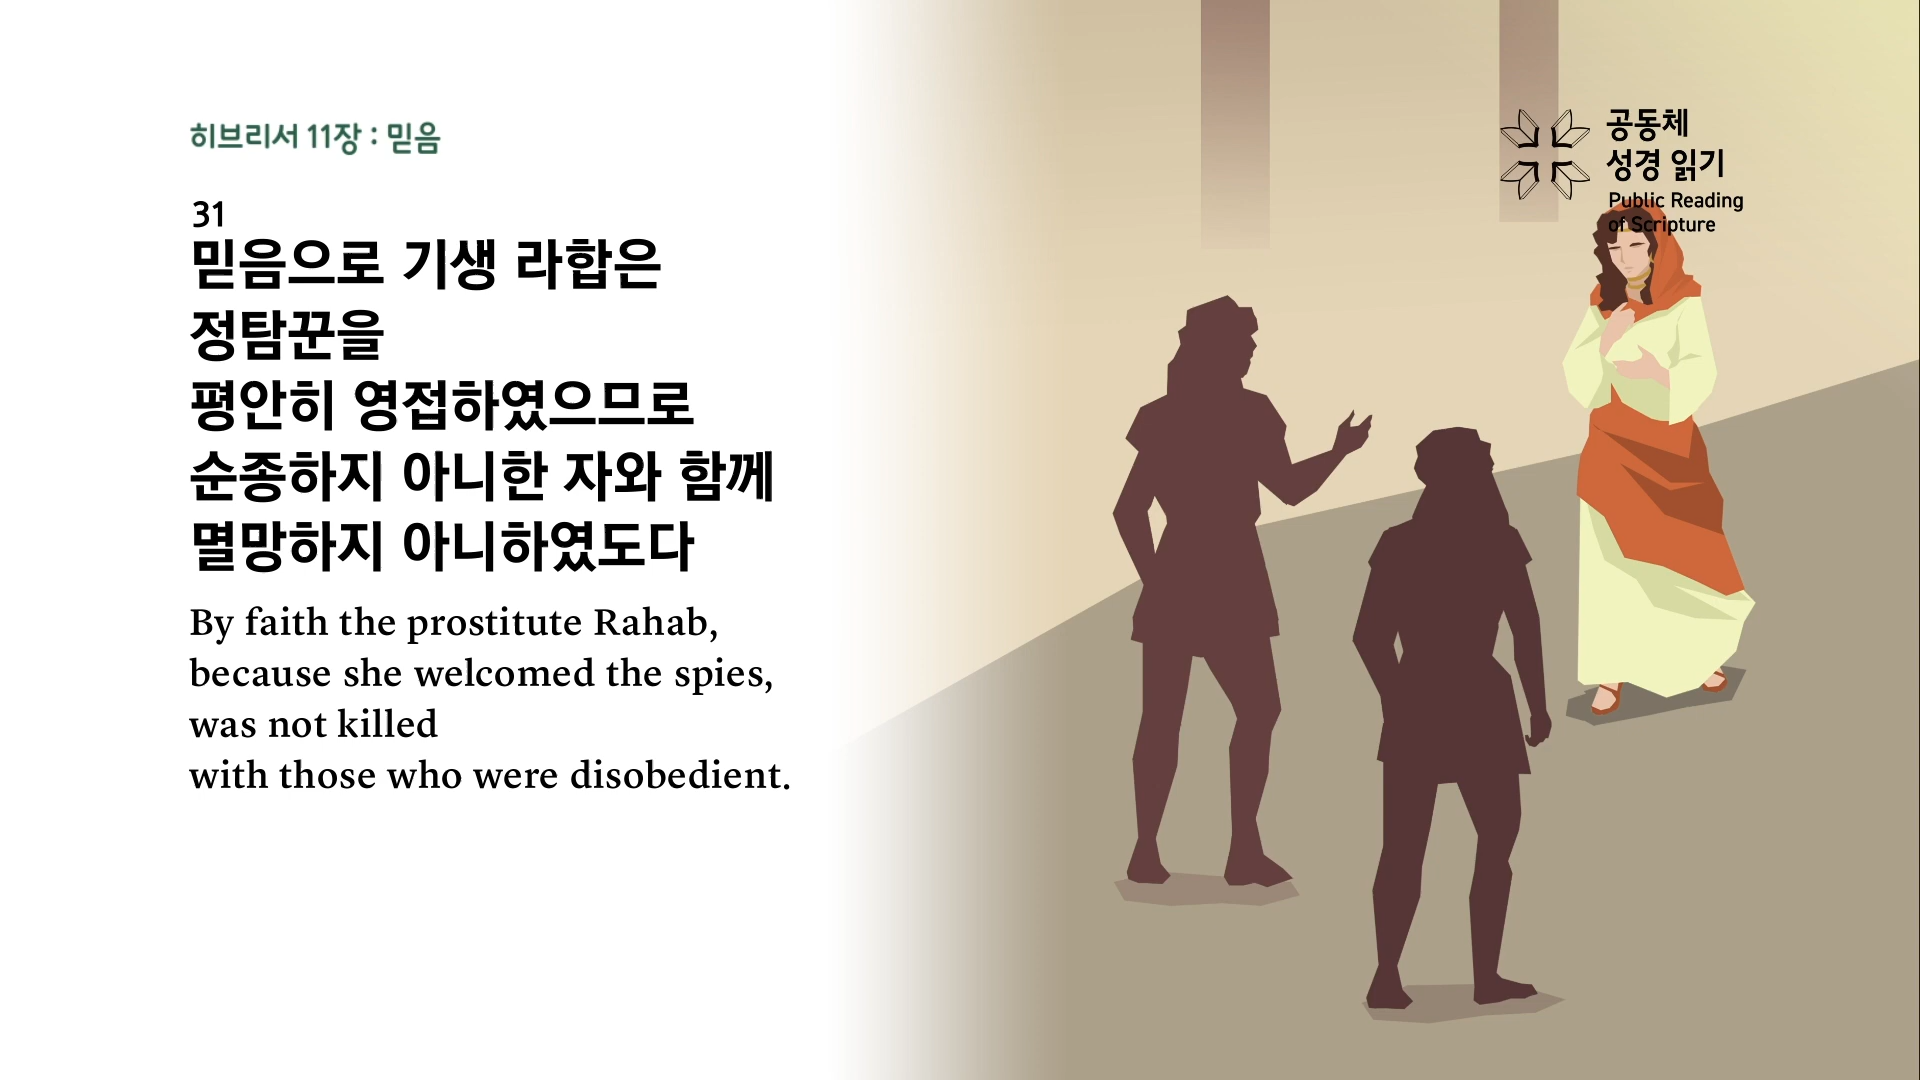 히브리서 11장 : 믿음
31
믿음으로 기생 라합은
정탐꾼을
평안히 영접하였으므로
순종하지 아니한 자와 함께
멸망하지 아니하였도다
By faith the prostitute Rahab,
because she welcomed the spies,
was not killed
with those who were disobedient.
공동체
성경 읽기
Public Reading
of Scripture